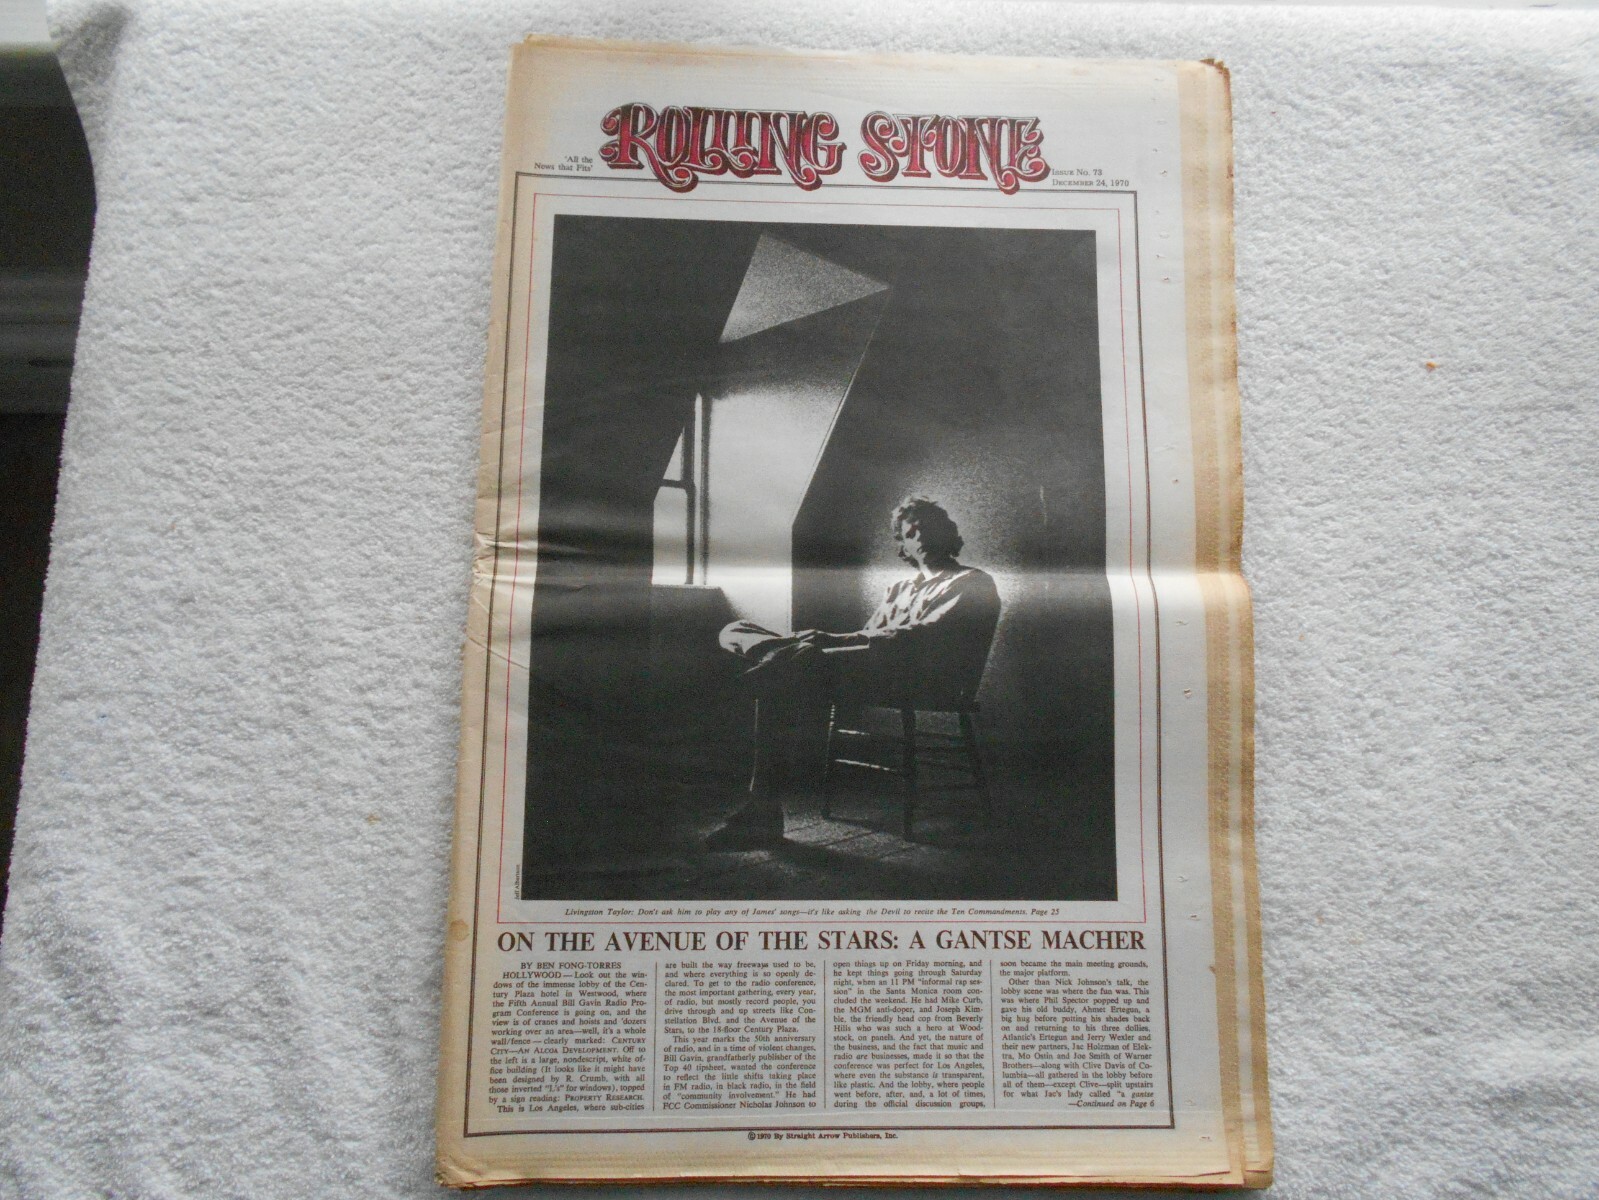 'All the
News that Fits'
ROLLING STONE
ISSUE No. 73
DECEMBER 24, 1970
Livingston Taylor: Don't ask him to play any of James' songs—it's like asking the Devil to recite the Ten Commandments. Page 25
ON THE AVENUE OF THE STARS: A GANTSE MACHER
BY BEN FONG-TORRES
HOLLYWOOD—Look out the win-
dows of the immense lobby of the Cen-
tury Plaza hotel in Westwood, where
the Fifth Annual Bill Gavin Radio Pro-
gram Conference is going on, and the
view is of cranes and hoists and 'dozers
working over an area—well, it's a whole
wall/fence—clearly marked: CENTURY
CITY—AN ALCOA DEVELOPMENT. Off to
the left is a large, nondescript, white of-
fice building (It looks like it might have
been designed by R. Crumb, with all
those inverted "L's" for windows), topped
by a sign reading: PROPERTY RESEARCH.
This is Los Angeles, where sub-cities
are built the way freeways used to be,
and where everything is so openly de-
clared. To get to the radio conference,
the most important gathering, every year,
of radio, but mostly record people, you
drive through and up streets like Con-
stellation Blvd. and the Avenue of the
Stars, to the 18-floor Century Plaza.
This year marks the 50th anniversary
of radio, and in a time of violent changes,
Bill Gavin, grandfatherly publisher of the
Top 40 tipsheet, wanted the conference
to reflect the little shifts taking place
in FM radio, in black radio, in the field
of "community involvement." He had
FCC Commissioner Nicholas Johnson to
open things up on Friday morning, and
he kept things going through Saturday
night, when an 11 PM "informal rap ses-
sion" in the Santa Monica room con-
cluded the weekend. He had Mike Curb,
the MGM anti-doper, and Joseph Kim-
ble, the friendly head cop from Beverly
Hills who was such a hero at Wood-
stock, on panels. And yet, the nature of
the business, and the fact that music and
radio are businesses, made it so that the
conference was perfect for Los Angeles,
where even the substance is transparent,
like plastic. And the lobby, where people
went before, after, and, a lot of times,
during the official discussion groups,
soon became the main meeting grounds,
the major platform.
Other than Nick Johnson's talk, the
lobby scene was where the fun was. This
was where Phil Spector popped up and
gave his old buddy, Ahmet Ertegun, a
big hug before putting his shades back
on and returning to his three dollies.
Atlantic's Ertegun and Jerry Wexler and
their new partners, Jac Holzman of Elek-
tra, Mo Ostin and Joe Smith of Warner
Brothers—along with Clive Davis of Co-
lumbia—all gathered in the lobby before
all of them—except Clive—split upstairs
for what Jac's lady called "a gantse
—Continued on Page 6
©1970 By Straight Arrow Publishers, Inc.